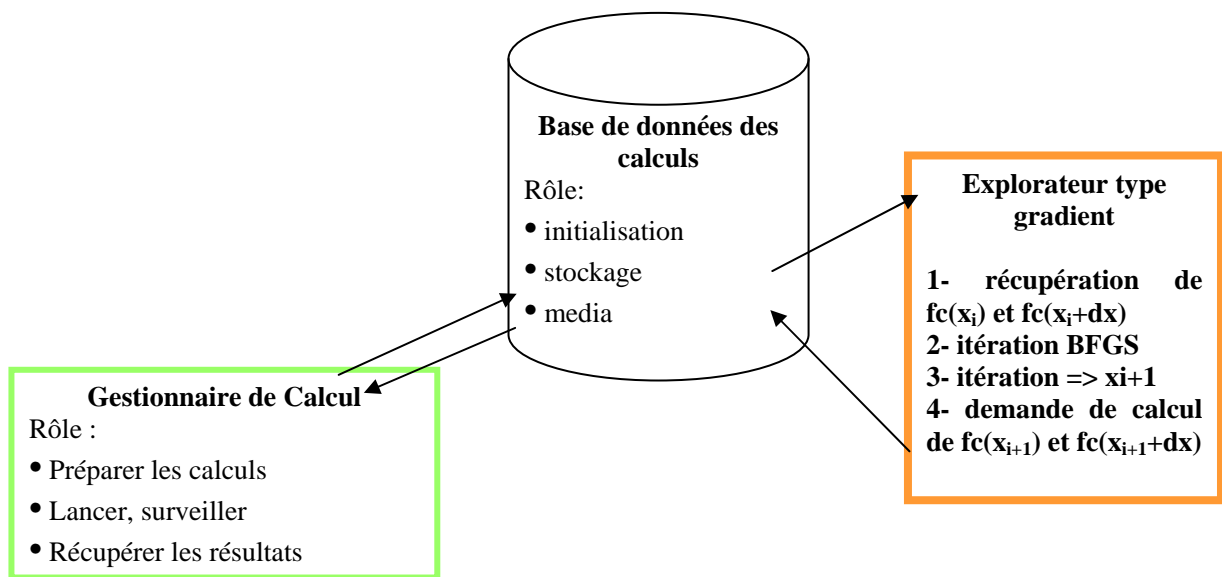 Base de données des
calculs
Rôle:
• initialisation
• stockage
• media
Explorateur type
gradient
1- récupération de
fc(xᵢ) et fc(xᵢ+dx)
2- itération BFGS
3- itération => xi+1
4- demande de calcul
de fc(xᵢ₊₁) et fc(xᵢ₊₁+dx)
Gestionnaire de Calcul
Rôle :
• Préparer les calculs
• Lancer, surveiller
• Récupérer les résultats